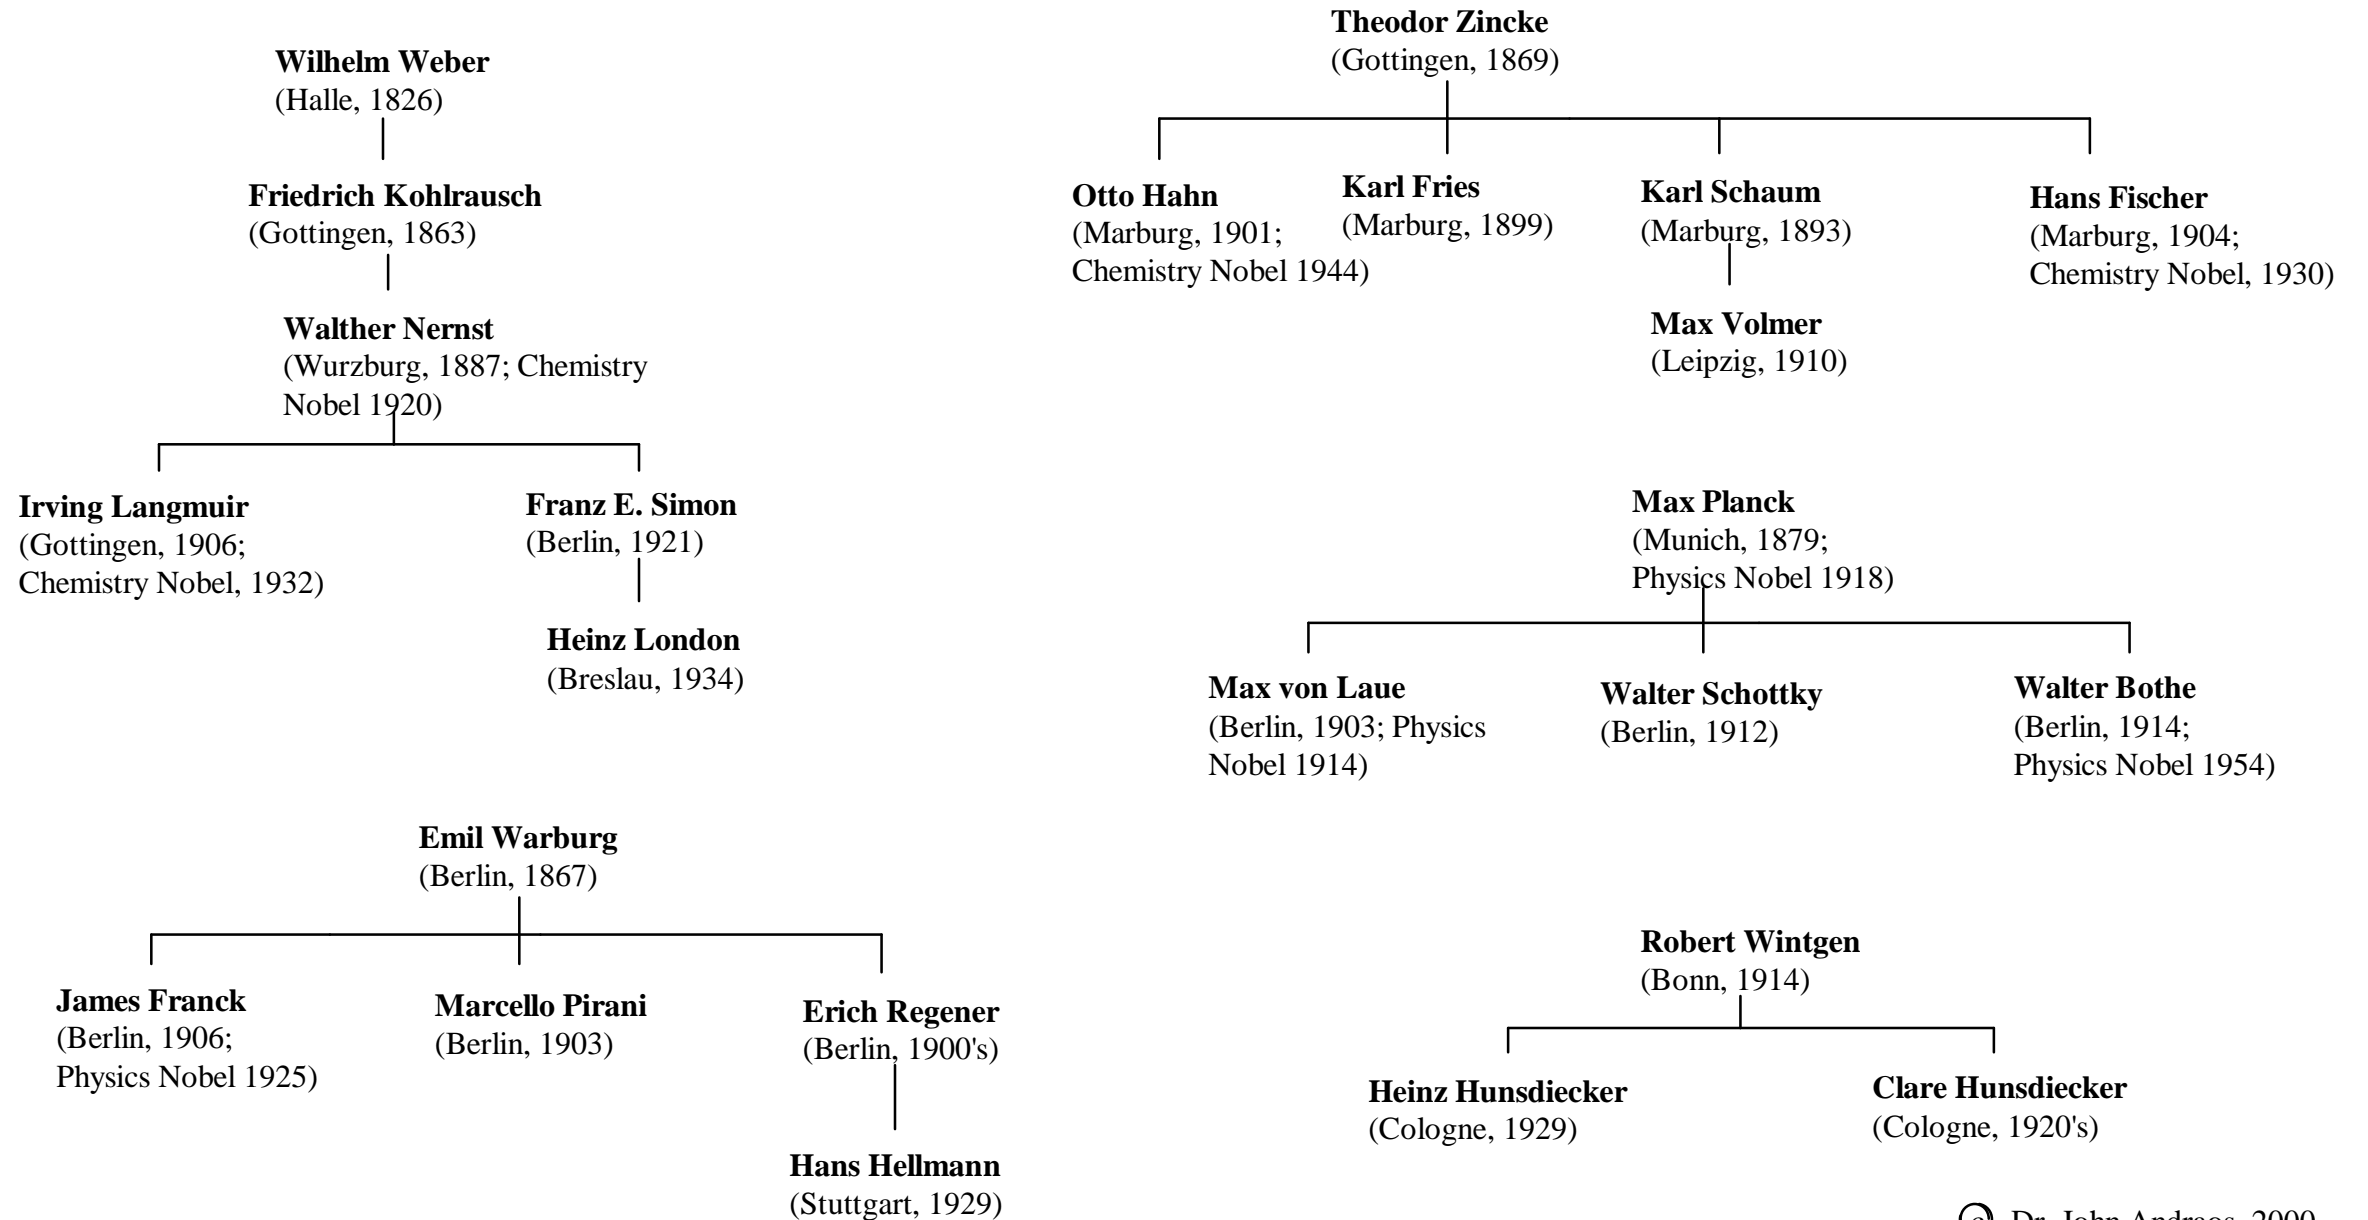 Wilhelm Weber
(Halle, 1826)
Friedrich Kohlrausch
(Gottingen, 1863)
Walther Nernst
(Wurzburg, 1887; Chemistry
Nobel 1920)
Irving Langmuir
(Gottingen, 1906;
Chemistry Nobel, 1932)
Franz E. Simon
(Berlin, 1921)
Heinz London
(Breslau, 1934)
Theodor Zincke
(Gottingen, 1869)
Otto Hahn
(Marburg, 1901;
Chemistry Nobel 1944)
Karl Fries
(Marburg, 1899)
Karl Schaum
(Marburg, 1893)
Max Volmer
(Leipzig, 1910)
Hans Fischer
(Marburg, 1904;
Chemistry Nobel, 1930)
Max Planck
(Munich, 1879;
Physics Nobel 1918)
Max von Laue
(Berlin, 1903; Physics
Nobel 1914)
Walter Schottky
(Berlin, 1912)
Walter Bothe
(Berlin, 1914;
Physics Nobel 1954)
Emil Warburg
(Berlin, 1867)
James Franck
(Berlin, 1906;
Physics Nobel 1925)
Marcello Pirani
(Berlin, 1903)
Erich Regener
(Berlin, 1900's)
Hans Hellmann
(Stuttgart, 1929)
Robert Wintgen
(Bonn, 1914)
Heinz Hunsdiecker
(Cologne, 1929)
Clare Hunsdiecker
(Cologne, 1920's)
© Dr. John Andraos, 2000